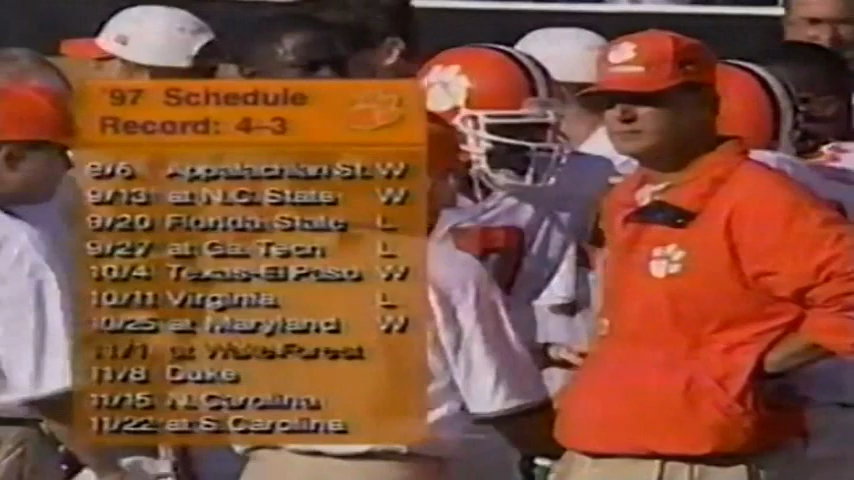 '97 Schedule
Record: 4-3
9/6 Appalachian St. W
9/13 at N.C. State W
9/20 Florida State L
9/27 at Ga. Tech L
10/4 Texas-El Paso W
10/11 Virginia L
10/25 at Maryland W
11/1 at Wake Forest
11/8 Duke
11/15 N. Carolina
11/22 at S. Carolina